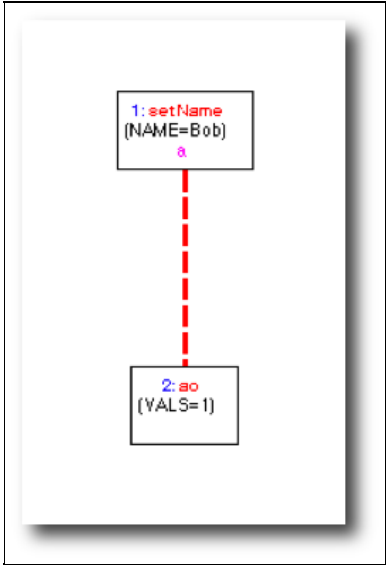 1: setName
(NAME=Bob)
a
2: ao
(VALS=1)